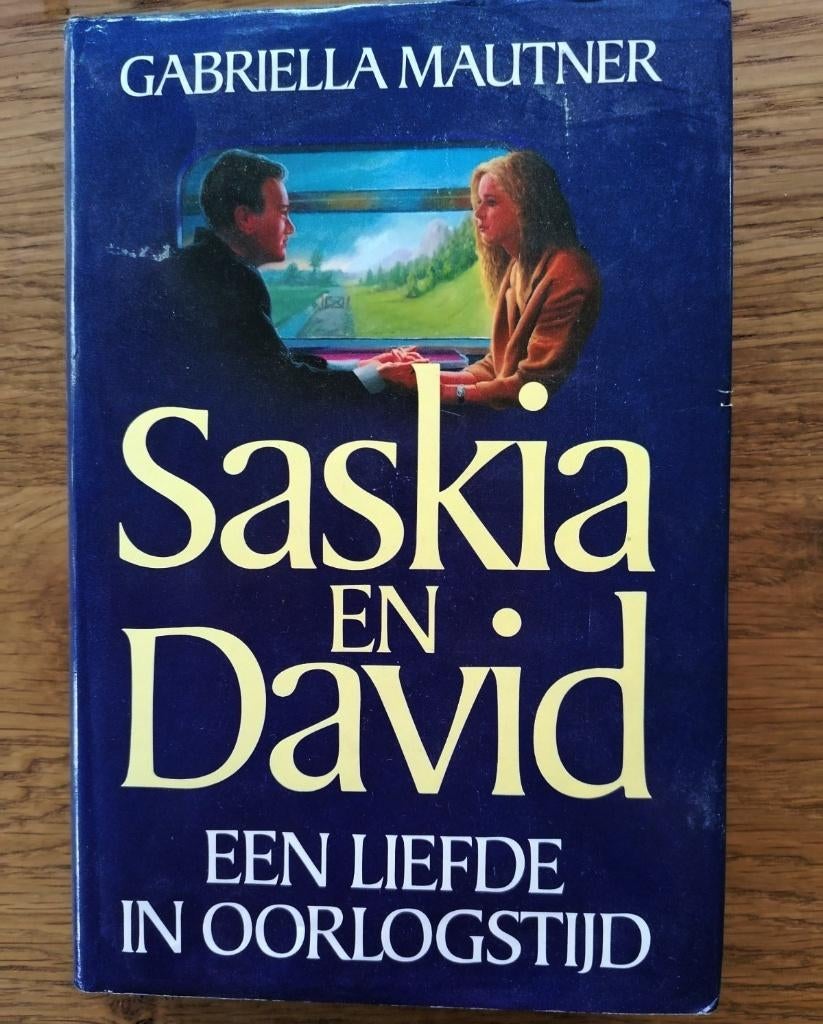 GABRIELLA MAUTNER
Saskia
EN
David
EEN LIEFDE
IN OORLOGSTIJD